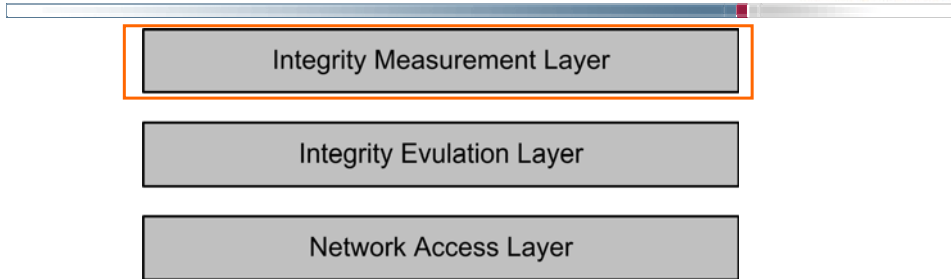 Integrity Measurement Layer
Integrity Evulation Layer
Network Access Layer